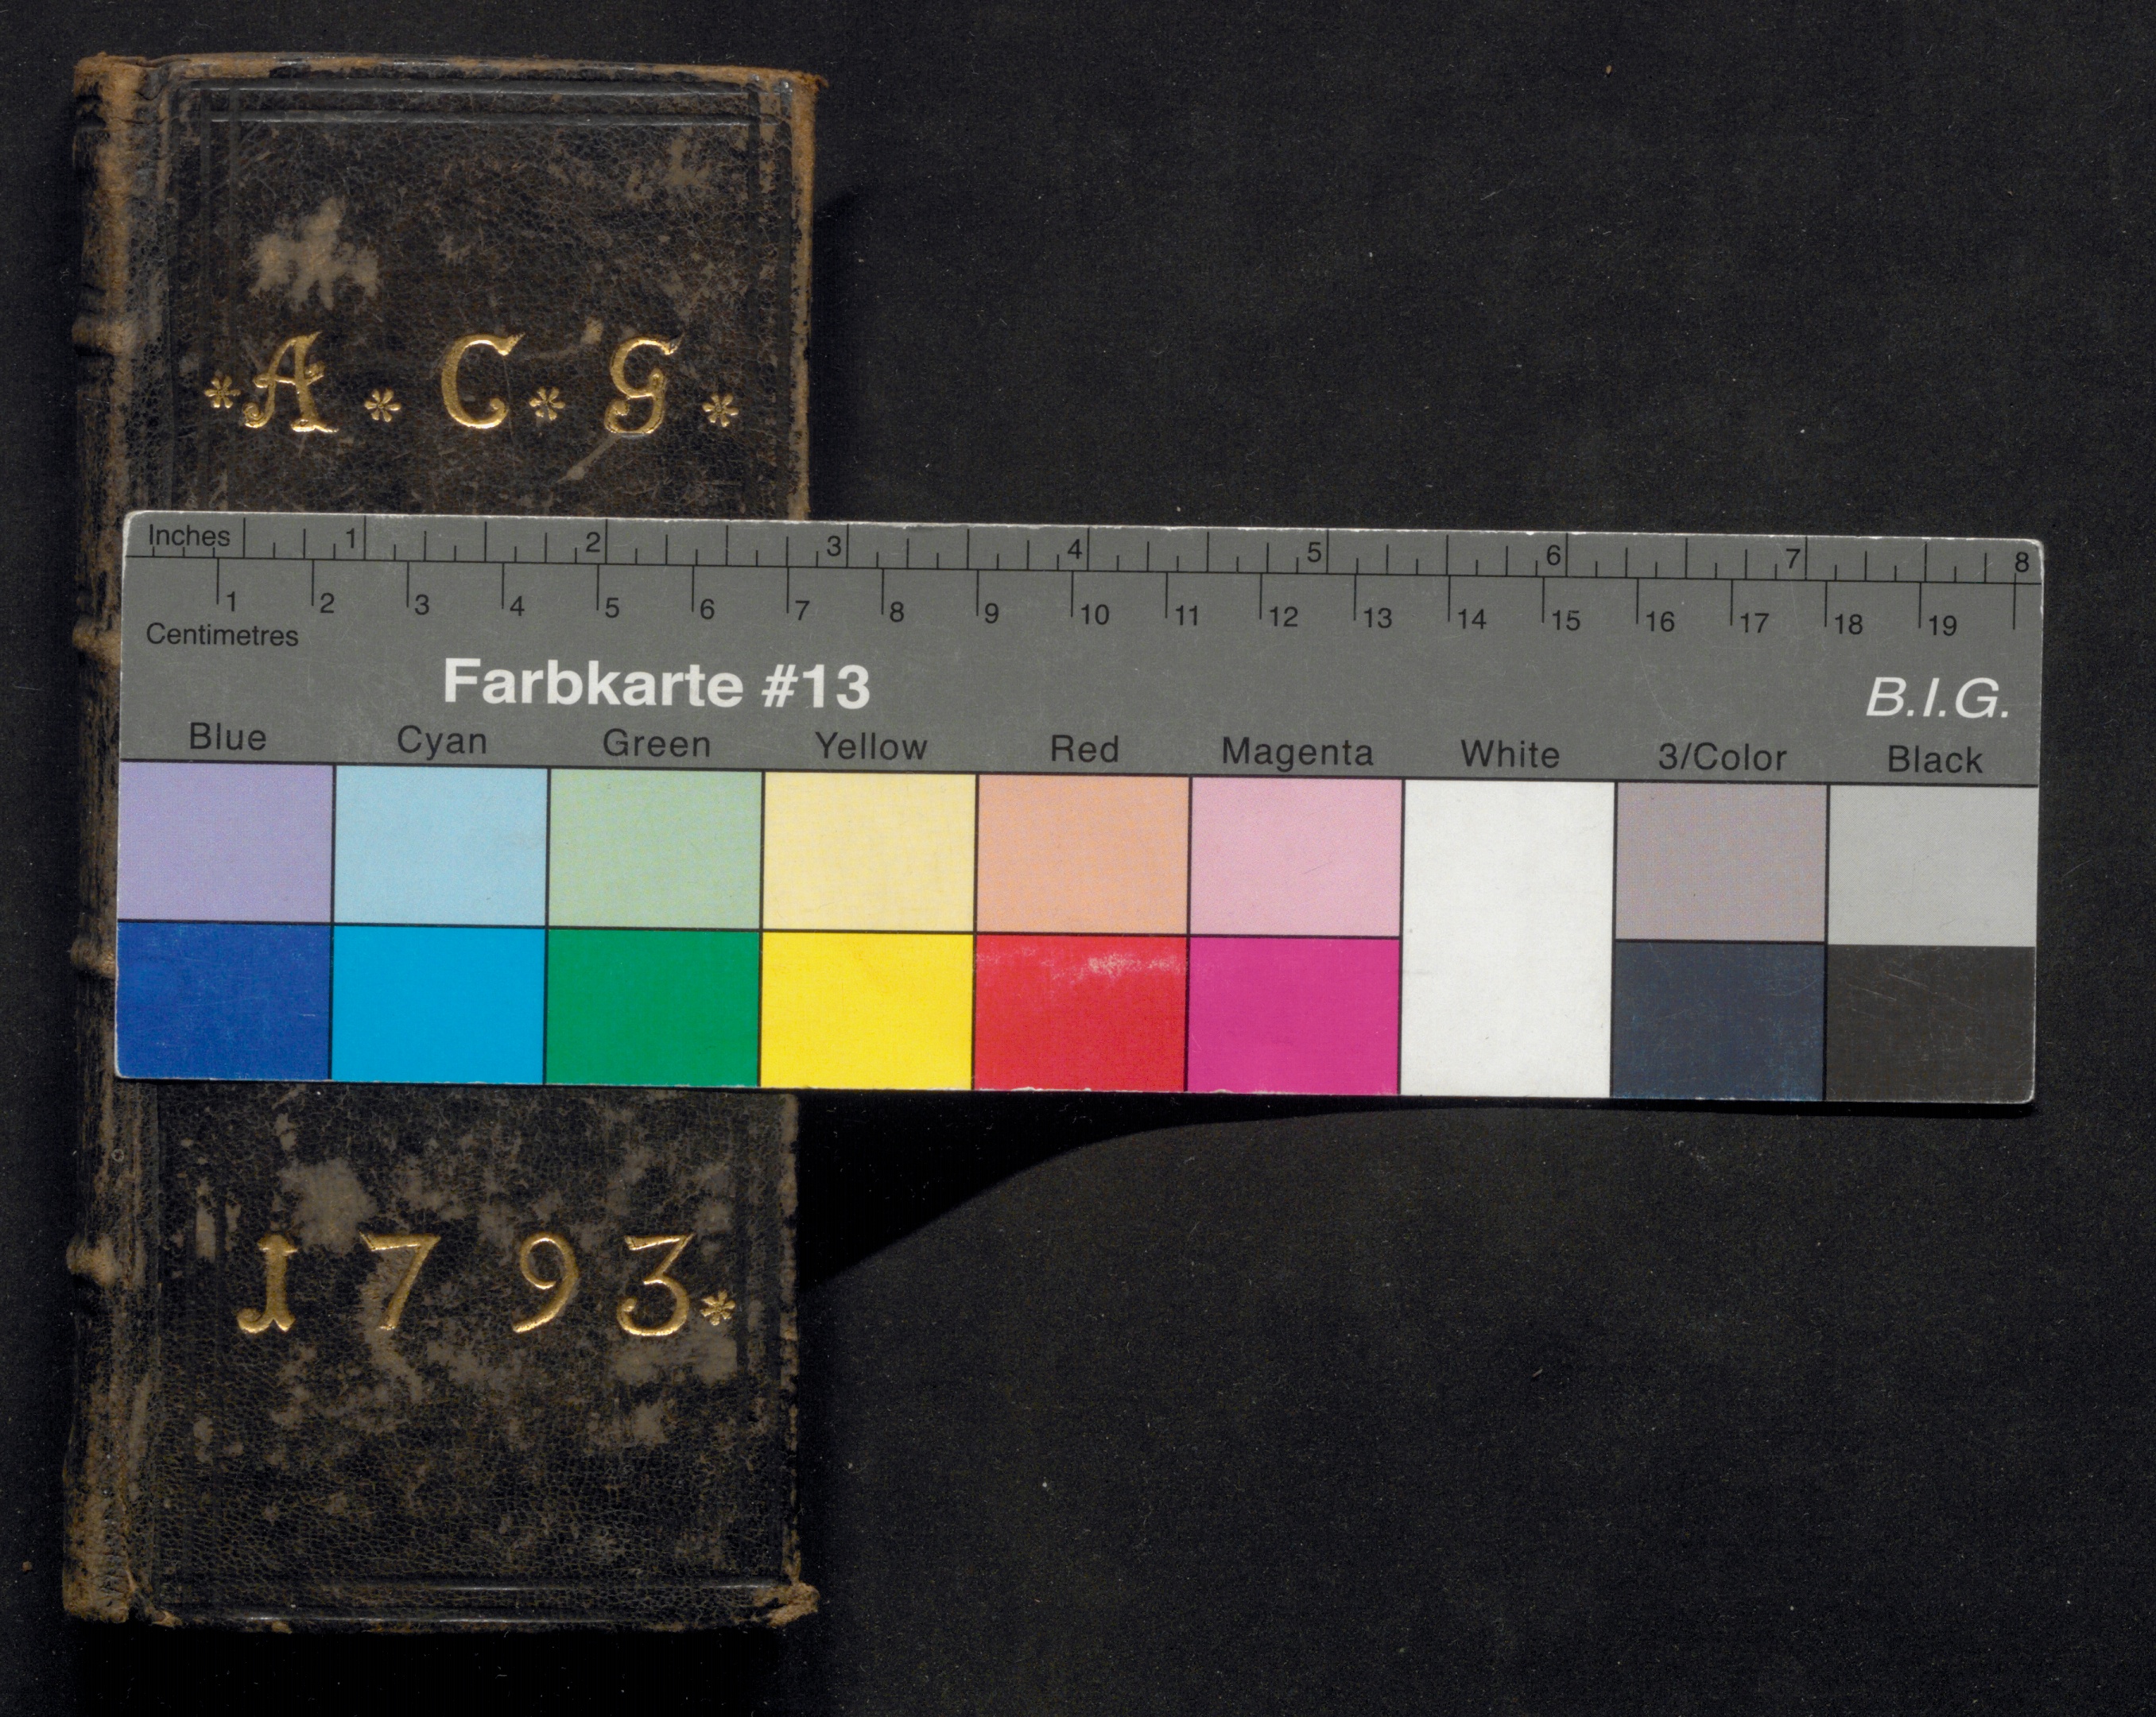 *A * C * G *
Inches 1 2 3 4 5 6 7 8
1 2 3 4 5 6 7 8 9 10 11 12 13 14 15 16 17 18 19
Centimetres
Farbkarte #13 B.I.G.
Blue Cyan Green Yellow Red Magenta White 3/Color Black
1793*